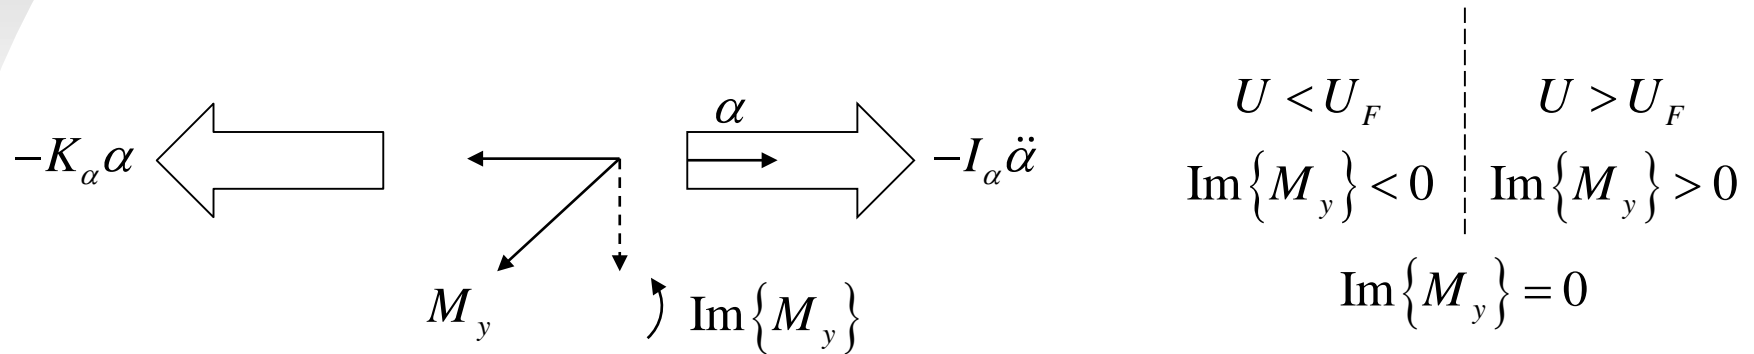 α
−K_α α
−I_α α̈
M_y
Im{M_y}
U < U_F
U > U_F
Im{M_y} < 0
Im{M_y} > 0
Im{M_y} = 0